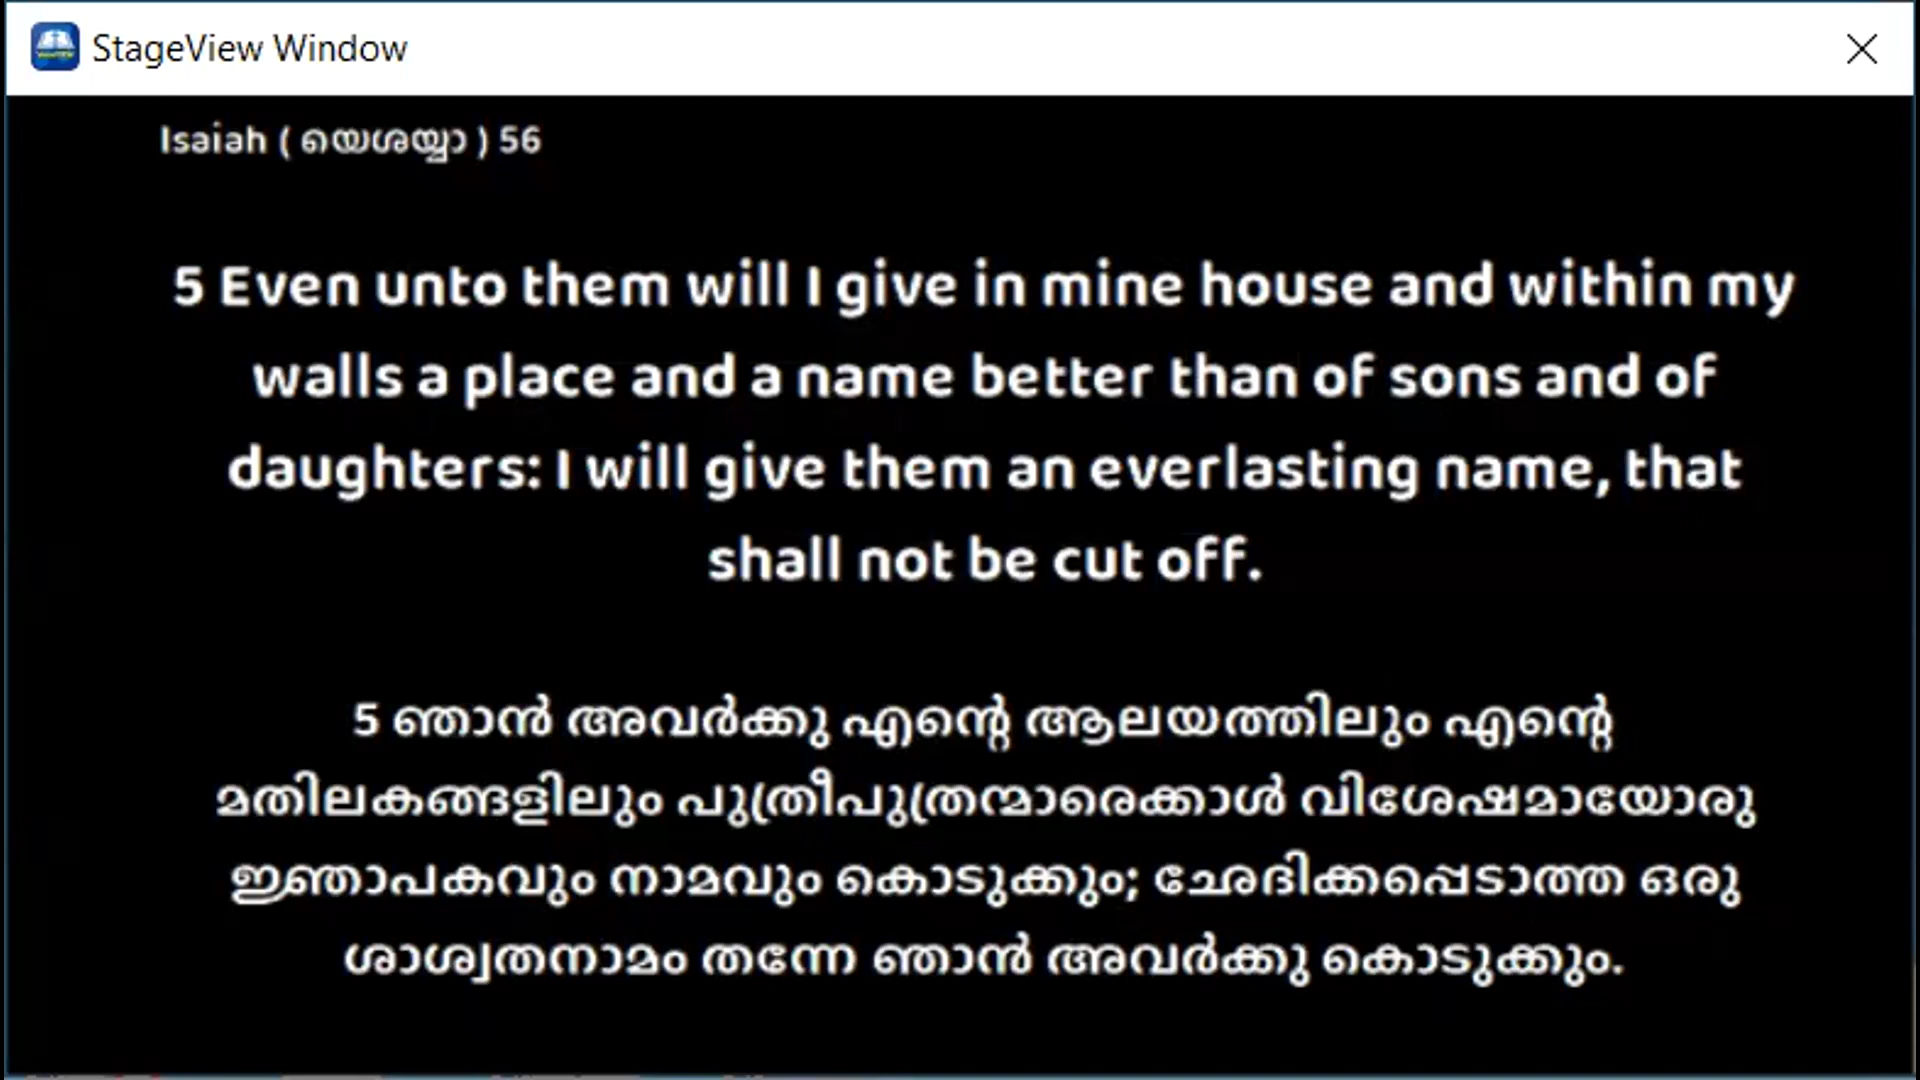 StageView Window
Isaiah ( യെശയ്യാ ) 56
5 Even unto them will I give in mine house and within my
walls a place and a name better than of sons and of
daughters: I will give them an everlasting name, that
shall not be cut off.
5 ഞാൻ അവർക്കു എന്റെ ആലയത്തിലും എന്റെ
മതിലകങ്ങളിലും പുത്രീപുത്രന്മാരെക്കാൾ വിശേഷമായോരു
ജ്ഞാപകവും നാമവും കൊടുക്കും; ഛേദിക്കപ്പെടാത്ത ഒരു
ശാശ്വതനാമം തന്നേ ഞാൻ അവർക്കു കൊടുക്കും.